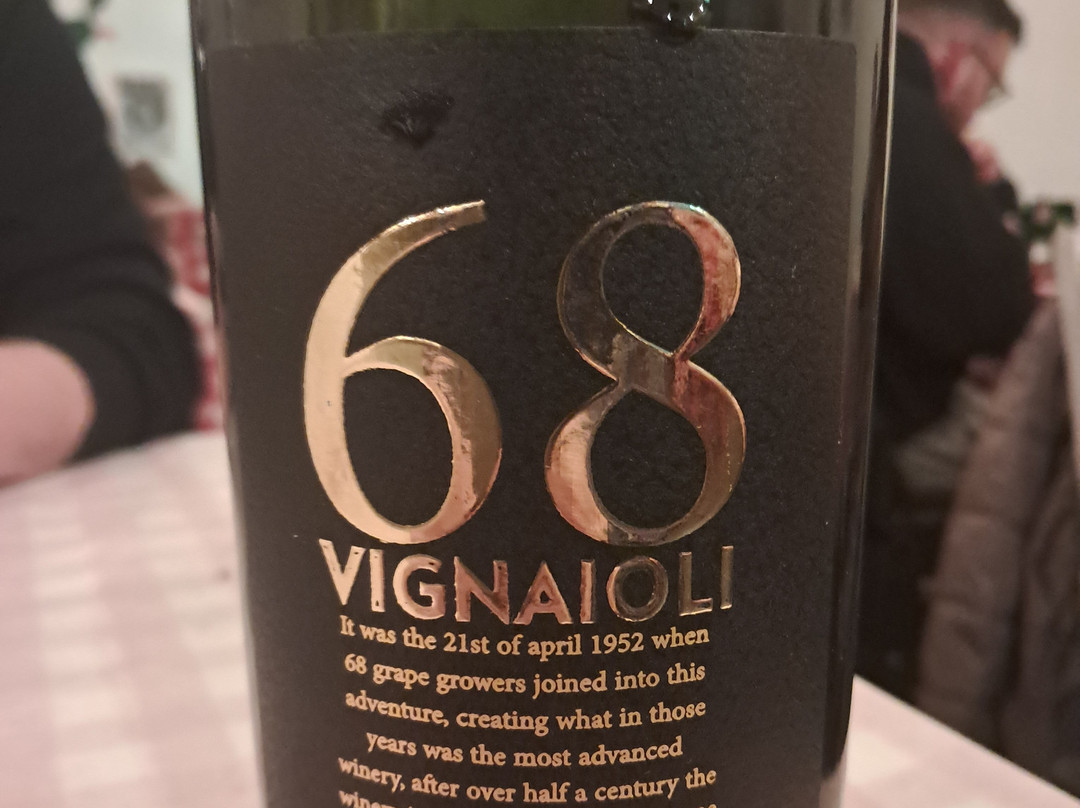 68
VIGNAIOLI
It was the 21st of april 1952 when
68 grape growers joined into this
adventure, creating what in those
years was the most advanced
winery, after over half a century the